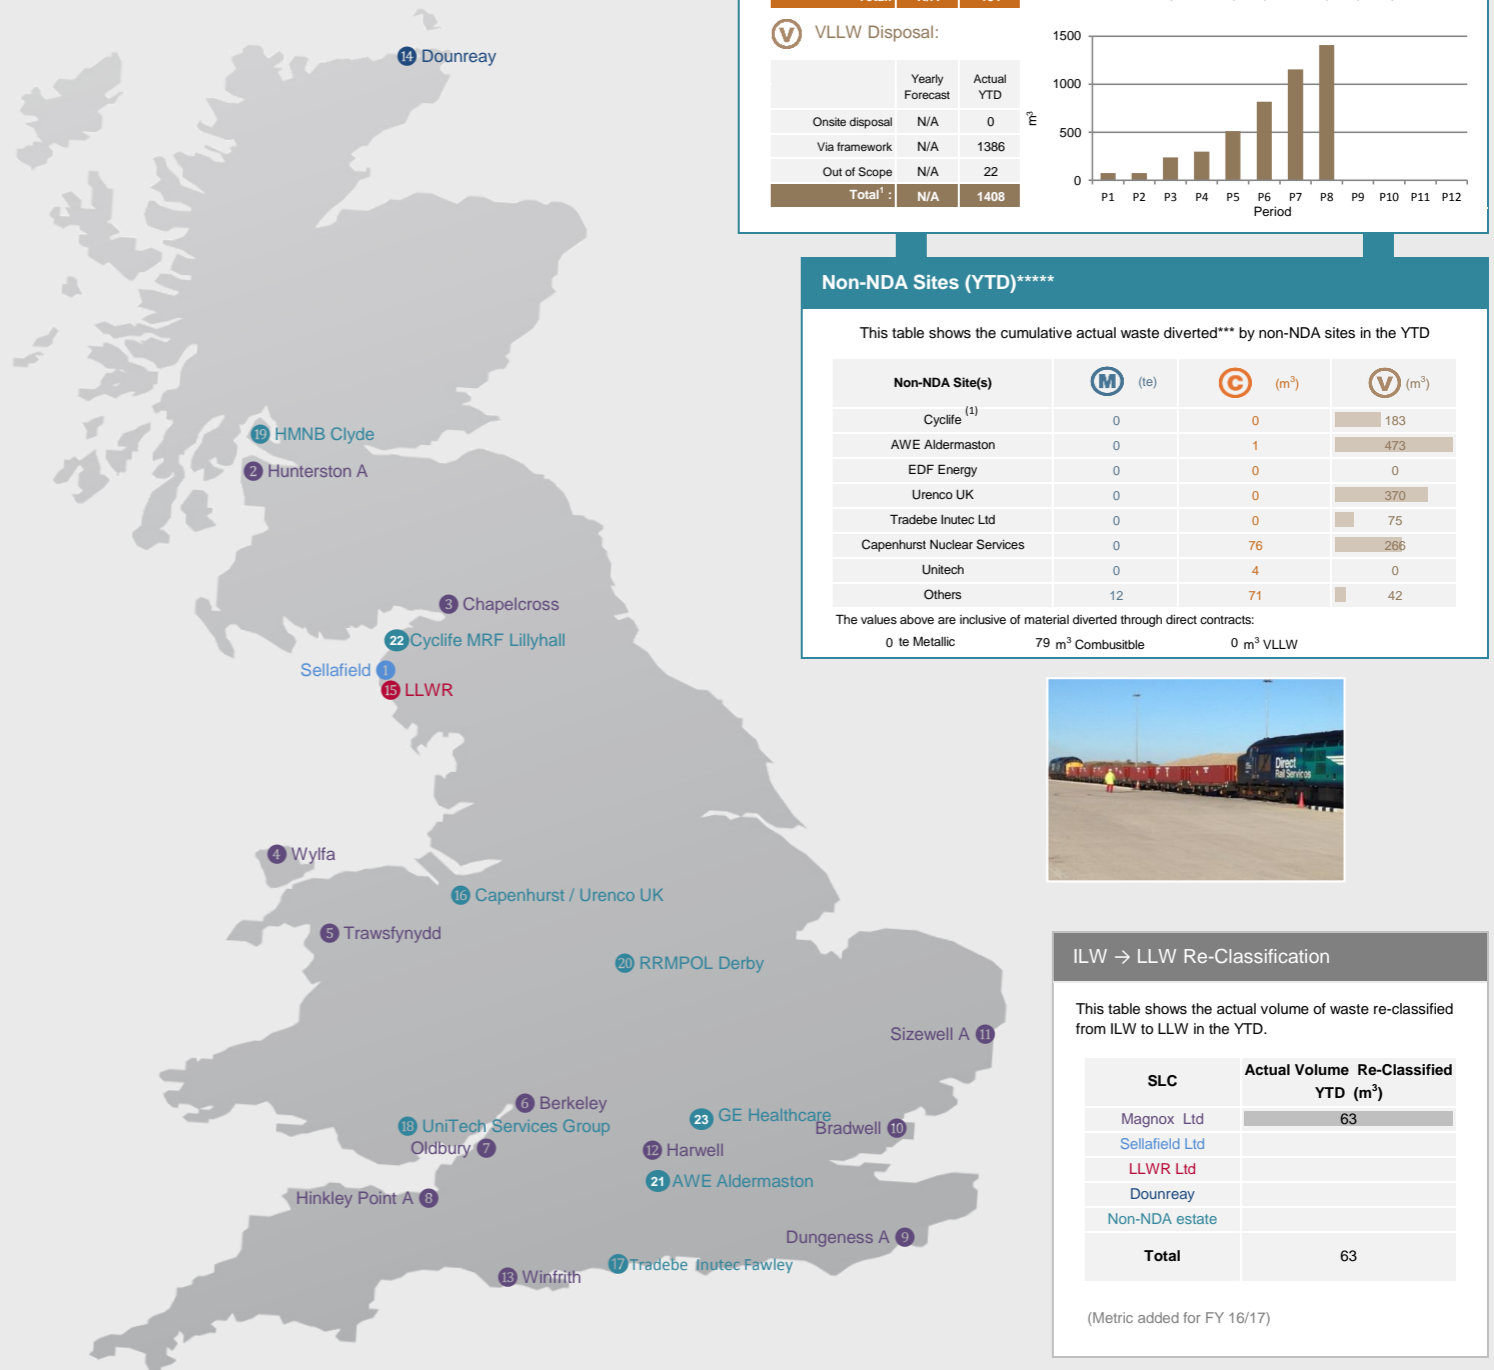 V VLLW Disposal:
Yearly Forecast Actual YTD
Onsite disposal N/A 0
Via framework N/A 1386
Out of Scope N/A 22
Total¹ : N/A 1408
1500
1000
500
0
m³
P1 P2 P3 P4 P5 P6 P7 P8 P9 P10 P11 P12
Period
Non-NDA Sites (YTD)*****
This table shows the cumulative actual waste diverted*** by non-NDA sites in the YTD
Non-NDA Site(s) M (te) C (m³) V (m³)
Cyclife (1) 0 0 183
AWE Aldermaston 0 1 473
EDF Energy 0 0 0
Urenco UK 0 0 370
Tradebe Inutec Ltd 0 0 75
Capenhurst Nuclear Services 0 76 266
Unitech 0 4 0
Others 12 71 42
The values above are inclusive of material diverted through direct contracts:
0 te Metallic 79 m³ Combusitble 0 m³ VLLW
Direct
Rail Services
ILW → LLW Re-Classification
This table shows the actual volume of waste re-classified
from ILW to LLW in the YTD.
SLC Actual Volume Re-Classified YTD (m³)
Magnox Ltd 63
Sellafield Ltd
LLWR Ltd
Dounreay
Non-NDA estate
Total 63
(Metric added for FY 16/17)
14 Dounreay
19 HMNB Clyde
2 Hunterston A
3 Chapelcross
22 Cyclife MRF Lillyhall
Sellafield 1
15 LLWR
4 Wylfa
16 Capenhurst / Urenco UK
5 Trawsfynydd
20 RRMPOL Derby
Sizewell A 11
6 Berkeley
23 GE Healthcare
18 UniTech Services Group
Bradwell 10
Oldbury 7
12 Harwell
21 AWE Aldermaston
Hinkley Point A 8
Dungeness A 9
17 Tradebe Inutec Fawley
13 Winfrith